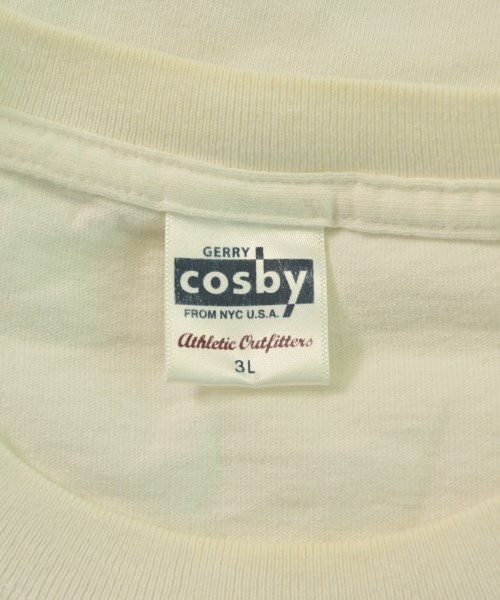 GERRY
cosby
FROM NYC U.S.A.
Athletic Outfitters
3L